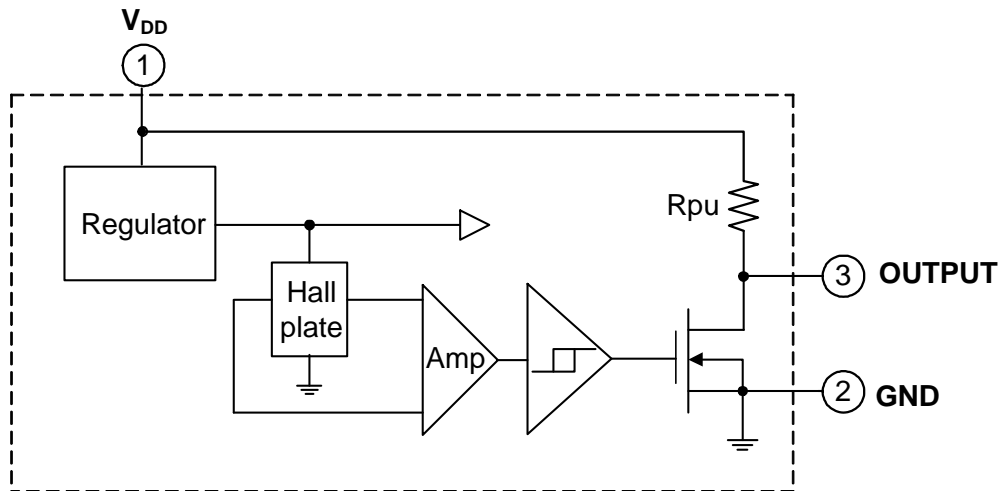 VDD
1
Regulator
Rpu
3 OUTPUT
Hall
plate
Amp
2 GND